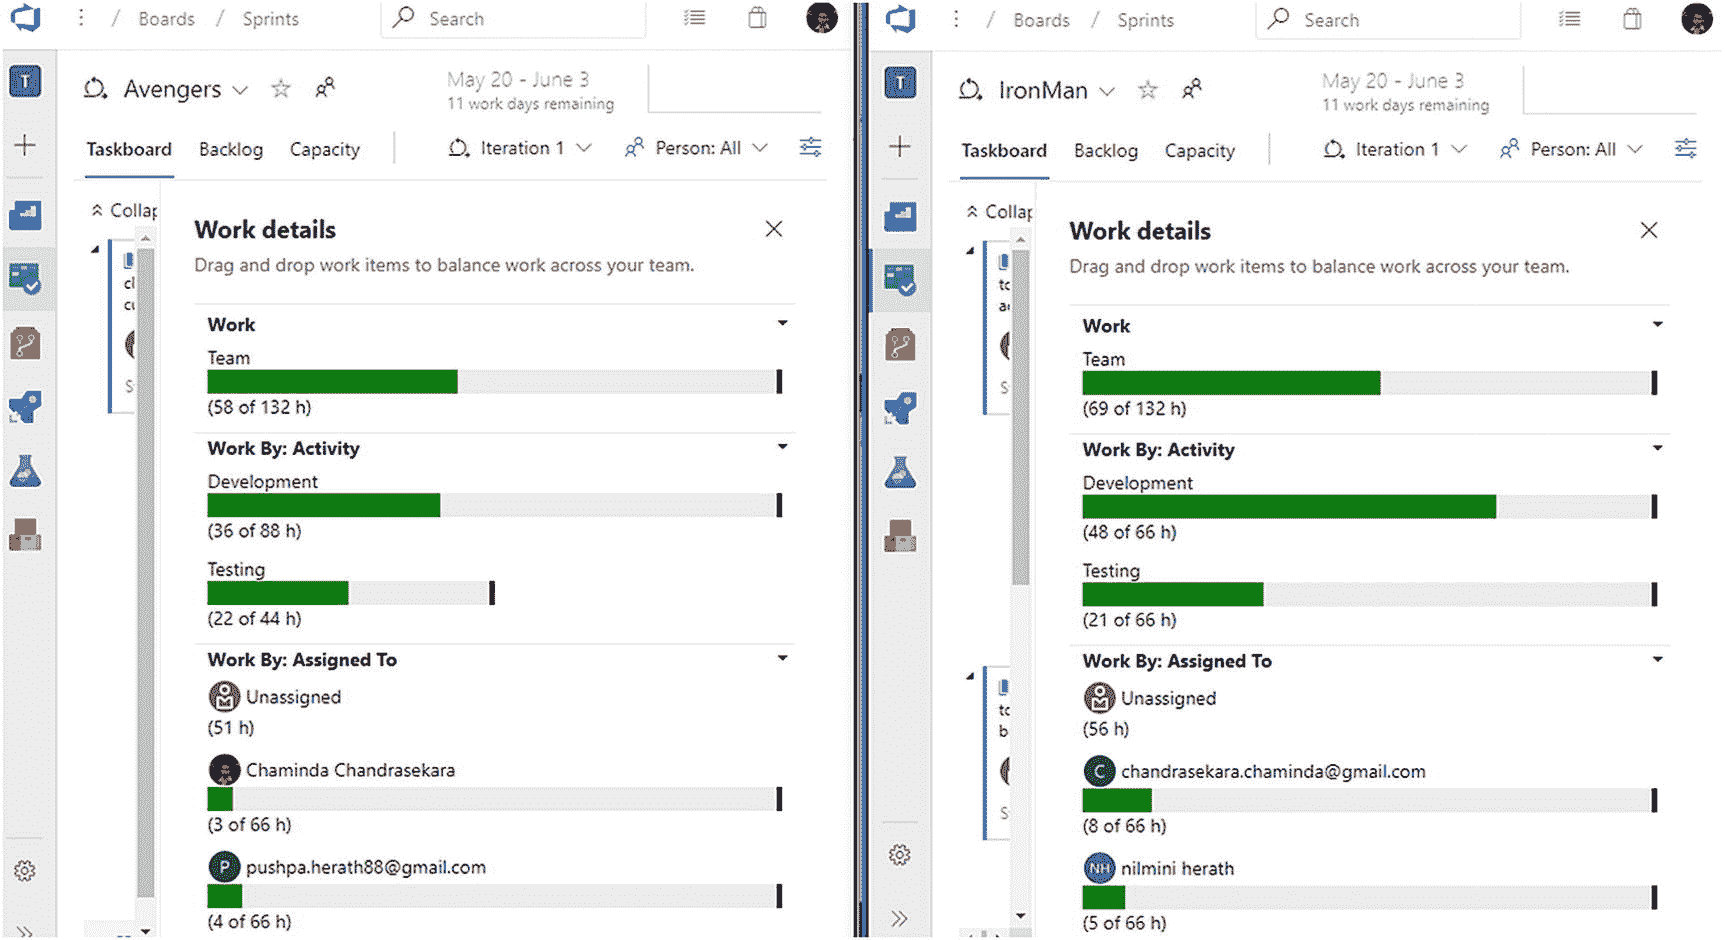 / Boards / Sprints
Search
T
Avengers
May 20 - June 3
11 work days remaining
Taskboard Backlog Capacity
Iteration 1
Person: All
Collap
cl
cu
S
Work details
Drag and drop work items to balance work across your team.
Work
Team
(58 of 132 h)
Work By: Activity
Development
(36 of 88 h)
Testing
(22 of 44 h)
Work By: Assigned To
Unassigned
(51 h)
Chaminda Chandrasekara
(3 of 66 h)
P pushpa.herath88@gmail.com
(4 of 66 h)
/ Boards / Sprints
Search
T
IronMan
May 20 - June 3
11 work days remaining
Taskboard Backlog Capacity
Iteration 1
Person: All
Collap
to
S
to
b
S
Work details
Drag and drop work items to balance work across your team.
Work
Team
(69 of 132 h)
Work By: Activity
Development
(48 of 66 h)
Testing
(21 of 66 h)
Work By: Assigned To
Unassigned
(56 h)
C chandrasekara.chaminda@gmail.com
(8 of 66 h)
NH nilmini herath
(5 of 66 h)